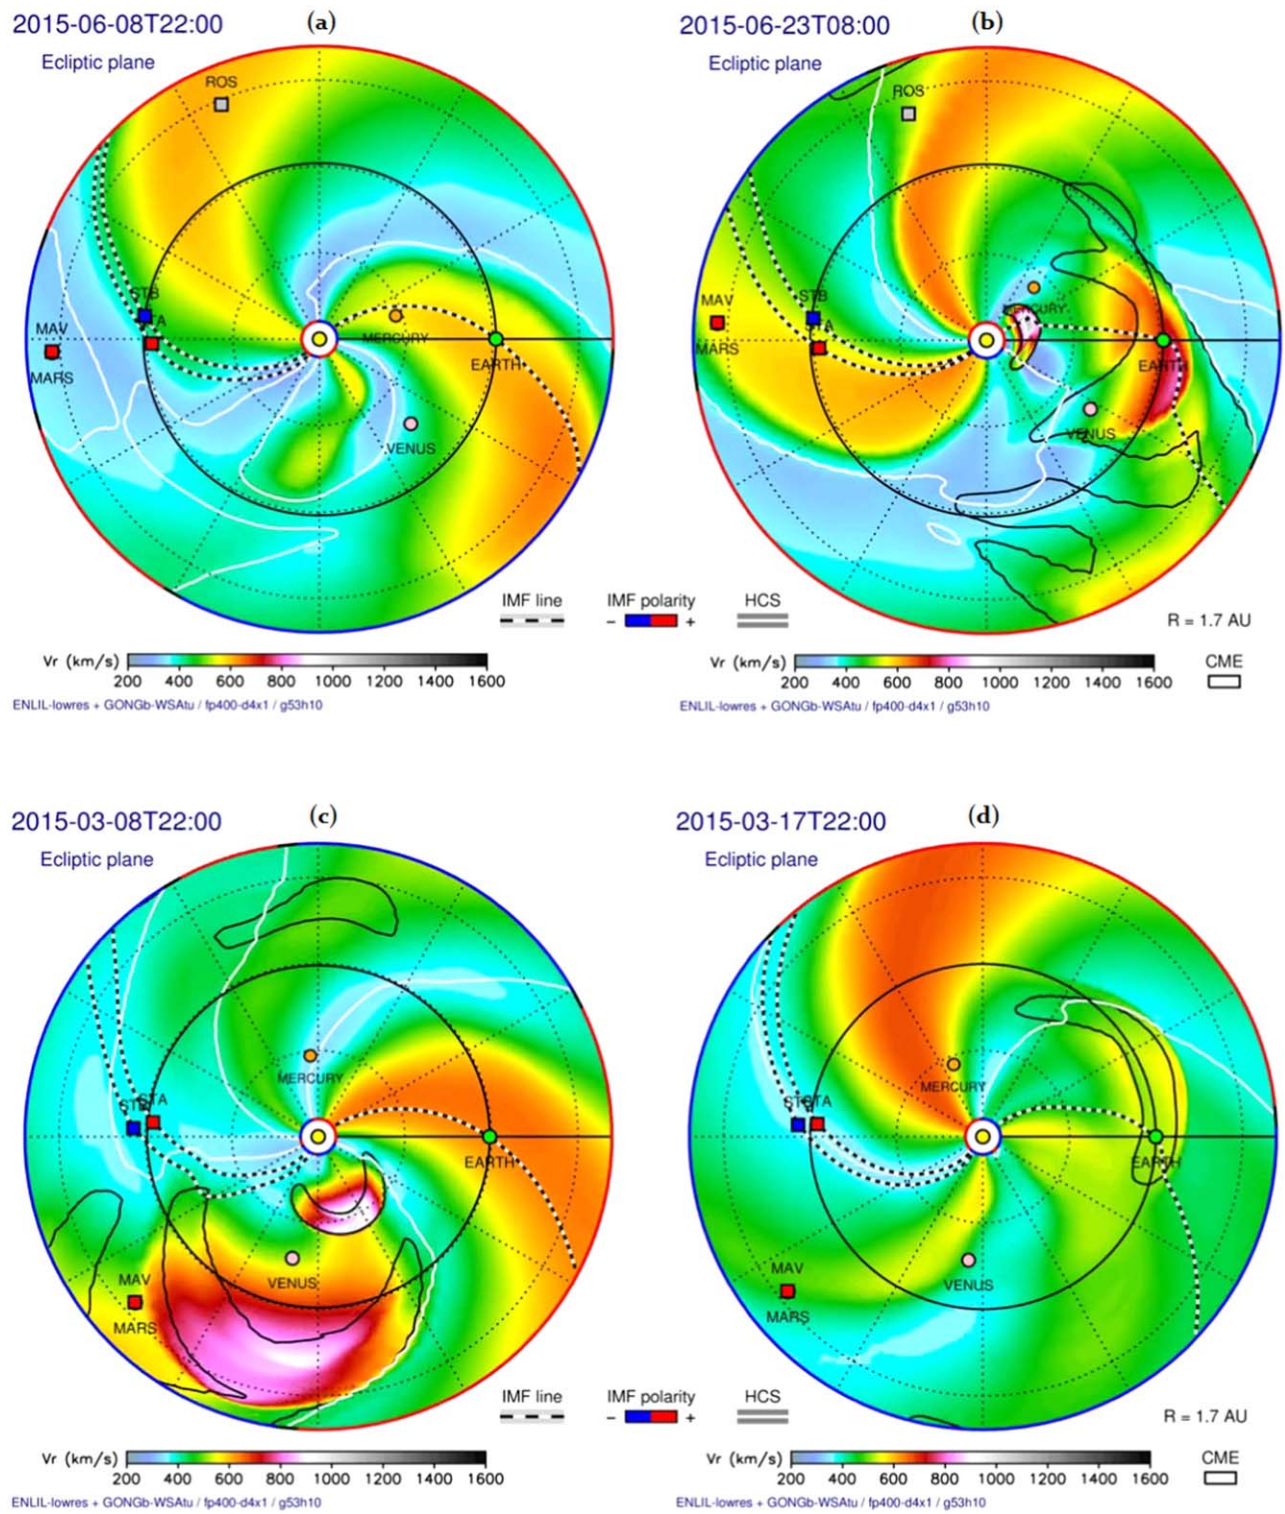 2015-06-08T22:00 (a)
Ecliptic plane
ROS
STB
STA
MAV
MARS
MERCURY
EARTH
VENUS
IMF line IMF polarity HCS
- +
Vr (km/s)
200 400 600 800 1000 1200 1400 1600
ENLIL-lowres + GONGb-WSAtu / fp400-d4x1 / g53h10
2015-06-23T08:00 (b)
Ecliptic plane
ROS
STB
STA
MAV
MARS
MERCURY
EARTH
VENUS
R = 1.7 AU
Vr (km/s)
200 400 600 800 1000 1200 1400 1600
CME
ENLIL-lowres + GONGb-WSAtu / fp400-d4x1 / g53h10
2015-03-08T22:00 (c)
Ecliptic plane
MERCURY
STB
STA
EARTH
VENUS
MAV
MARS
IMF line IMF polarity HCS
- +
Vr (km/s)
200 400 600 800 1000 1200 1400 1600
ENLIL-lowres + GONGb-WSAtu / fp400-d4x1 / g53h10
2015-03-17T22:00 (d)
Ecliptic plane
MERCURY
STA
EARTH
VENUS
MAV
MARS
R = 1.7 AU
Vr (km/s)
200 400 600 800 1000 1200 1400 1600
CME
ENLIL-lowres + GONGb-WSAtu / fp400-d4x1 / g53h10